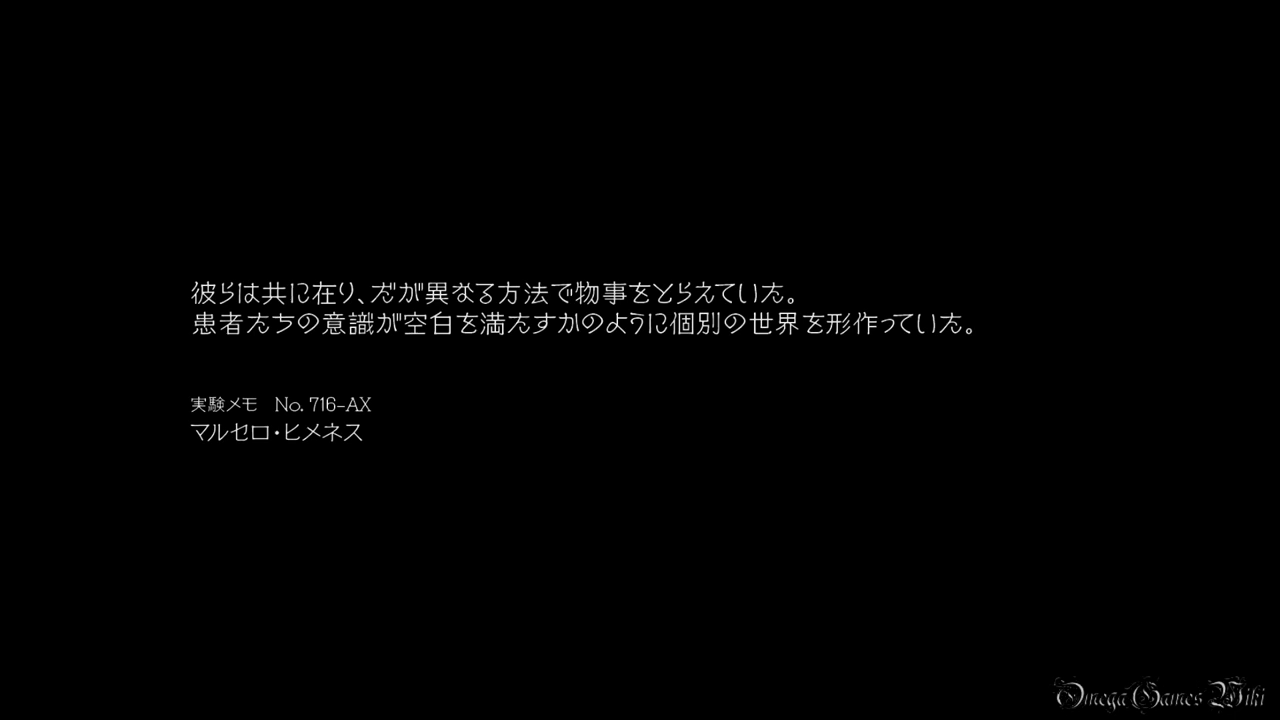 彼らは共に在り、だが異なる方法で物事をとらえていた。
患者たちの意識が空白を満たすかのように個別の世界を形作っていた。
実験メモ　No. 716-AX
マルセロ・ヒメネス
Omega Games Wiki